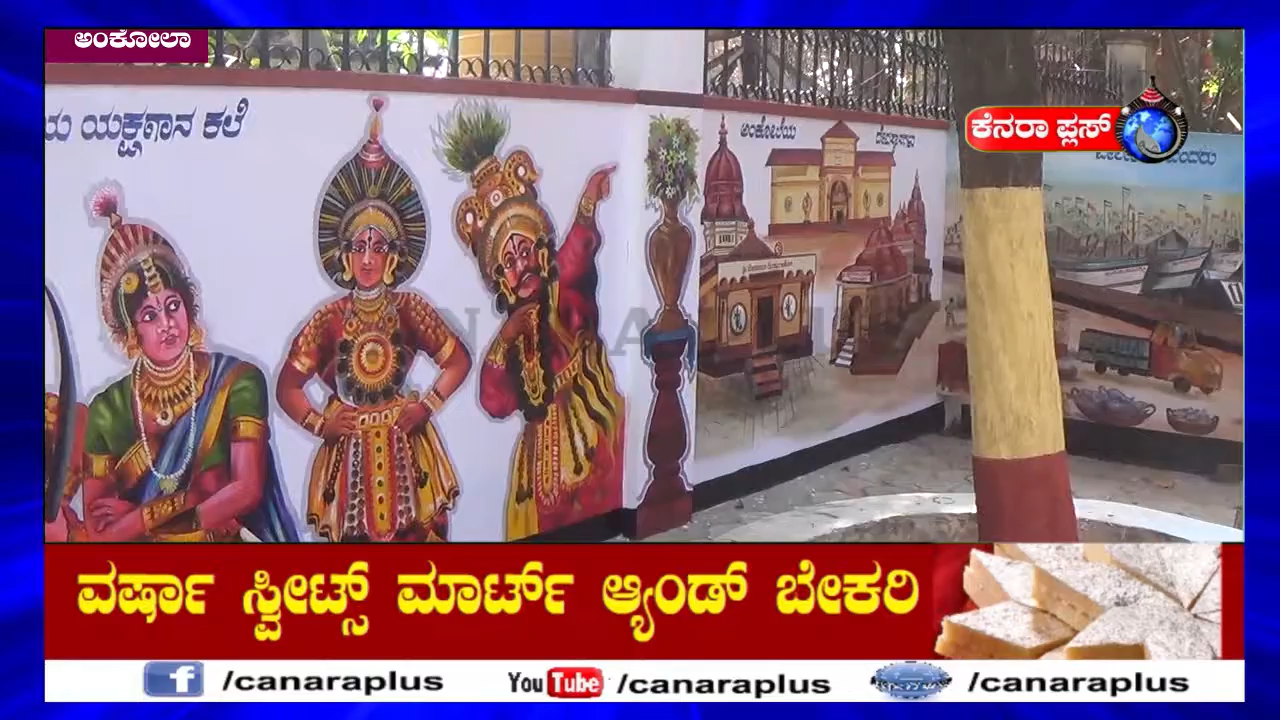 ಅಂಕೋಲಾ
ಯ ಯಕ್ಷಗಾನ ಕಲೆ
ಅಂಕೋಲೆಯ
ಕೆನರಾ ಪ್ಲಸ್
ವರ್ಷಾ ಸ್ವೀಟ್ಸ್ ಮಾರ್ಟ್ ಆ್ಯಂಡ್ ಬೇಕರಿ
/canaraplus
YouTube /canaraplus
/canaraplus